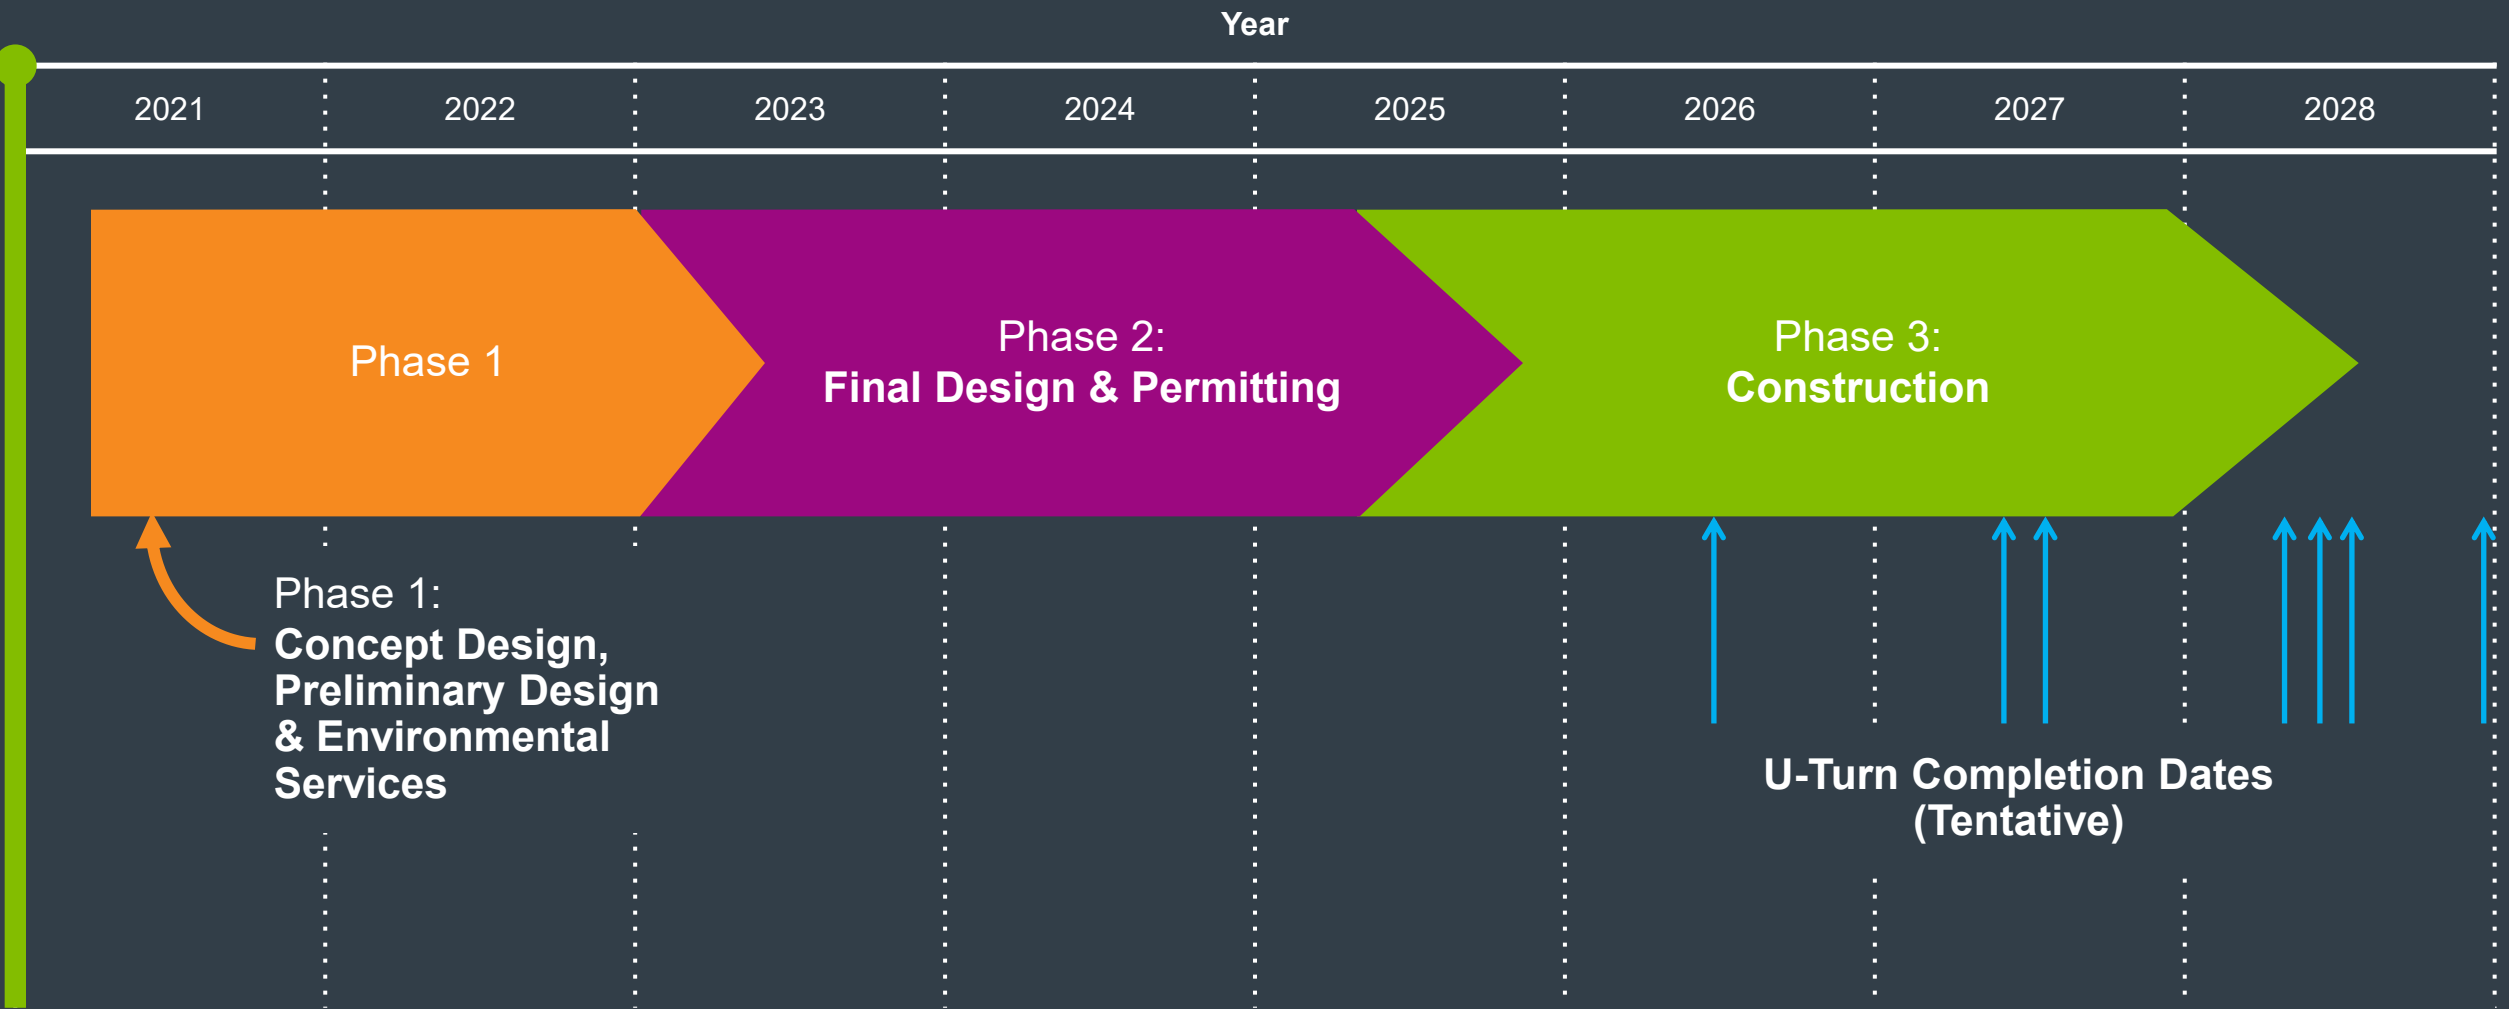 Year
2021 2022 2023 2024 2025 2026 2027 2028
Phase 1
Phase 2:
Final Design & Permitting
Phase 3:
Construction
Phase 1:
Concept Design,
Preliminary Design
& Environmental
Services
U-Turn Completion Dates
(Tentative)